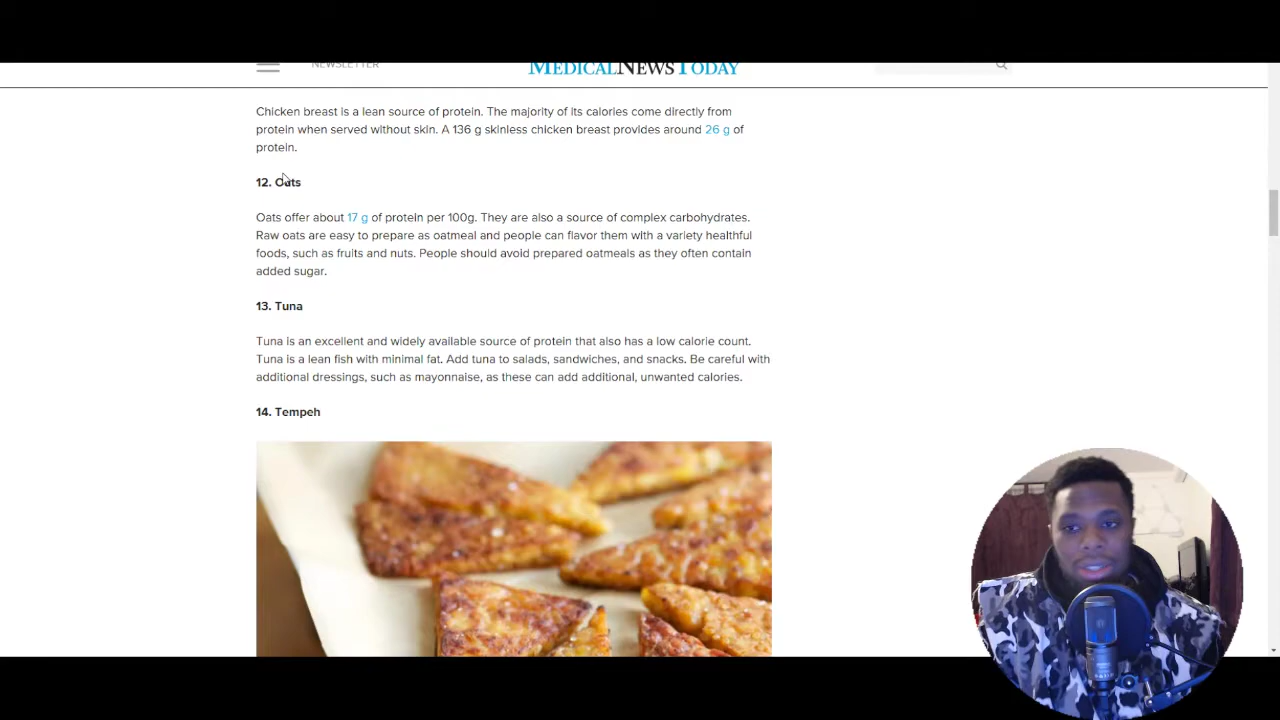 NEWSLETTER
MEDICALNEWSTODAY
Chicken breast is a lean source of protein. The majority of its calories come directly from
protein when served without skin. A 136 g skinless chicken breast provides around 26 g of
protein.
12. Oats
Oats offer about 17 g of protein per 100g. They are also a source of complex carbohydrates.
Raw oats are easy to prepare as oatmeal and people can flavor them with a variety healthful
foods, such as fruits and nuts. People should avoid prepared oatmeals as they often contain
added sugar.
13. Tuna
Tuna is an excellent and widely available source of protein that also has a low calorie count.
Tuna is a lean fish with minimal fat. Add tuna to salads, sandwiches, and snacks. Be careful with
additional dressings, such as mayonnaise, as these can add additional, unwanted calories.
14. Tempeh